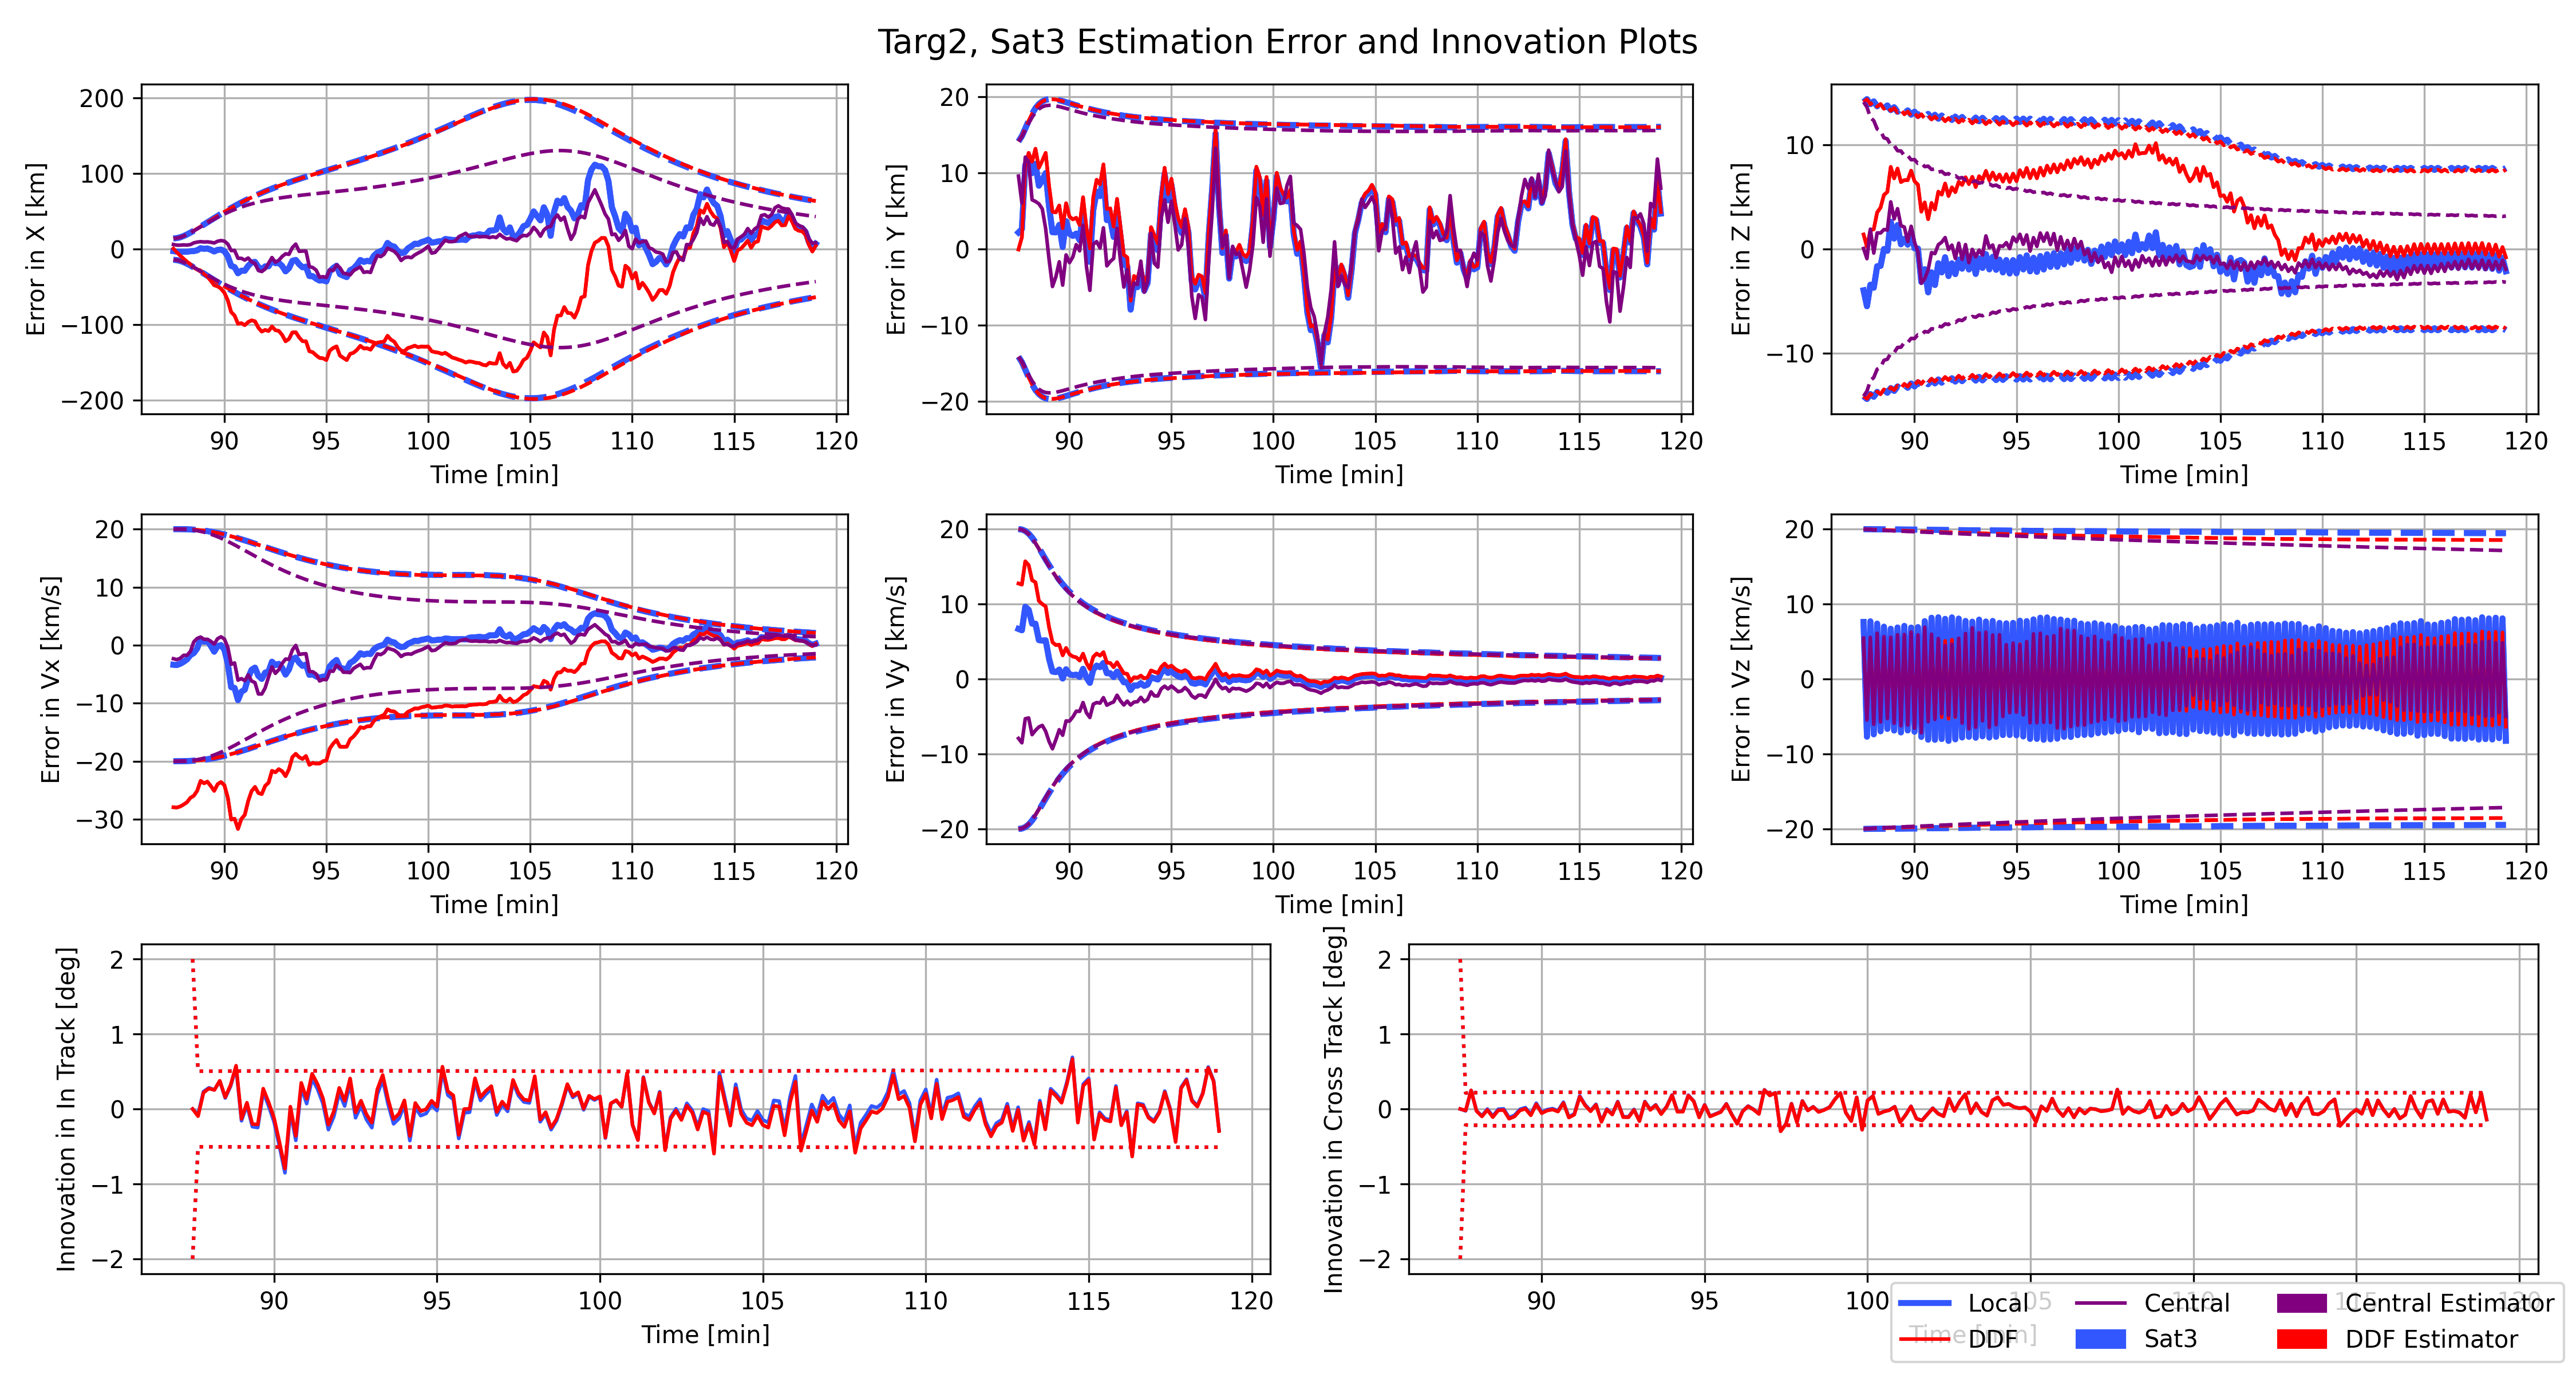 Targ2, Sat3 Estimation Error and Innovation Plots
Error in X [km]
200
100
0
−100
−200
90 95 100 105 110 115 120
Time [min]
Error in Y [km]
20
10
0
−10
−20
90 95 100 105 110 115 120
Time [min]
Error in Z [km]
10
0
−10
90 95 100 105 110 115 120
Time [min]
Error in Vx [km/s]
20
10
0
−10
−20
−30
90 95 100 105 110 115 120
Time [min]
Error in Vy [km/s]
20
10
0
−10
−20
90 95 100 105 110 115 120
Time [min]
Error in Vz [km/s]
20
10
0
−10
−20
90 95 100 105 110 115 120
Time [min]
Innovation in In Track [deg]
2
1
0
−1
−2
90 95 100 105 110 115 120
Time [min]
Innovation in Cross Track [deg]
2
1
0
−1
−2
90 95 100 105 110 115 120
Time [min]
Local
DDF
Central
Sat3
Central Estimator
DDF Estimator